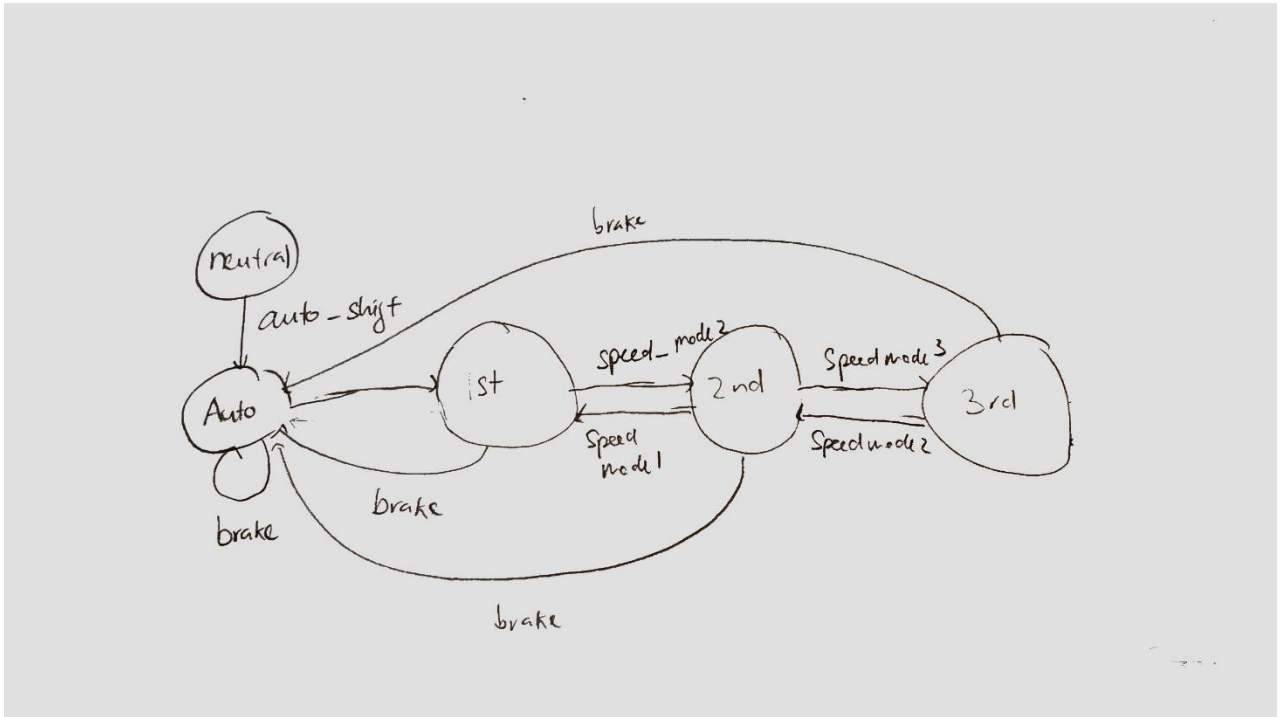 brake
neutral
auto_shift
speed_mode2
Speedmode3
Auto
1st
2nd
3rd
Speed
mode1
Speedmode2
brake
brake
brake